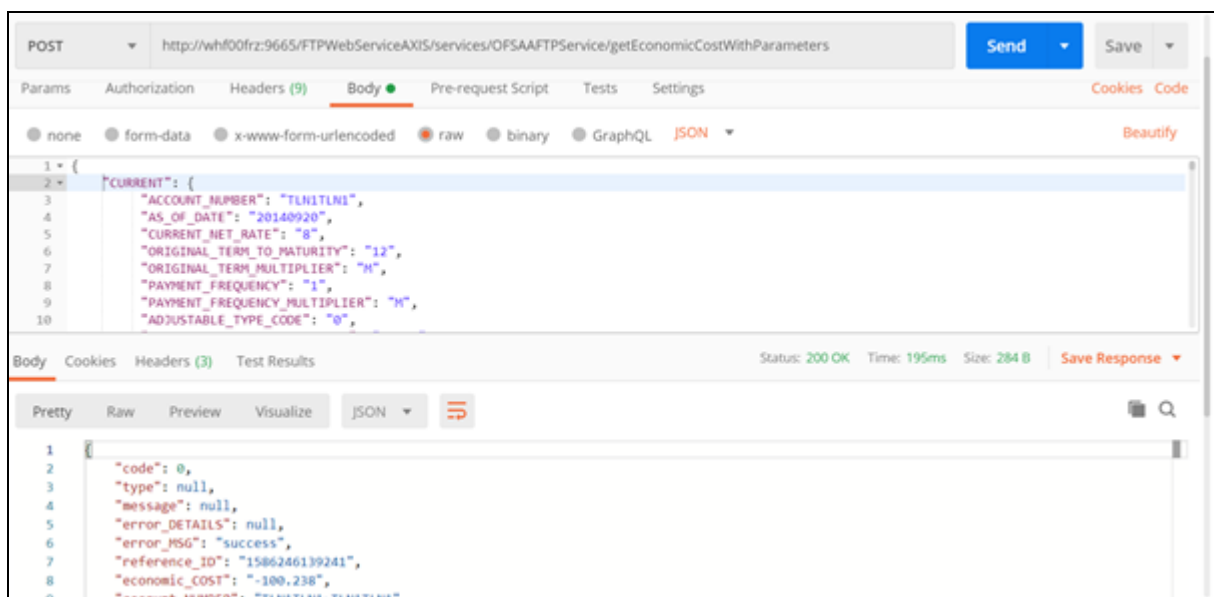 POST http://whf00frz:9665/FTPWebServiceAXIS/services/OFSAAFTPService/getEconomicCostWithParameters Send Save
Params Authorization Headers (9) Body Pre-request Script Tests Settings Cookies Code
none form-data x-www-form-urlencoded raw binary GraphQL JSON Beautify
1 {
2 "CURRENT": {
3 "ACCOUNT_NUMBER": "TLN1TLN1",
4 "AS_OF_DATE": "20140920",
5 "CURRENT_NET_RATE": "8",
6 "ORIGINAL_TERM_TO_MATURITY": "12",
7 "ORIGINAL_TERM_MULTIPLIER": "M",
8 "PAYMENT_FREQUENCY": "1",
9 "PAYMENT_FREQUENCY_MULTIPLIER": "M",
10 "ADJUSTABLE_TYPE_CODE": "0",
Body Cookies Headers (3) Test Results Status: 200 OK Time: 195ms Size: 284 B Save Response
Pretty Raw Preview Visualize JSON
1 {
2 "code": 0,
3 "type": null,
4 "message": null,
5 "error_DETAILS": null,
6 "error_MSG": "success",
7 "reference_ID": "1586246139241",
8 "economic_COST": "-100.238",